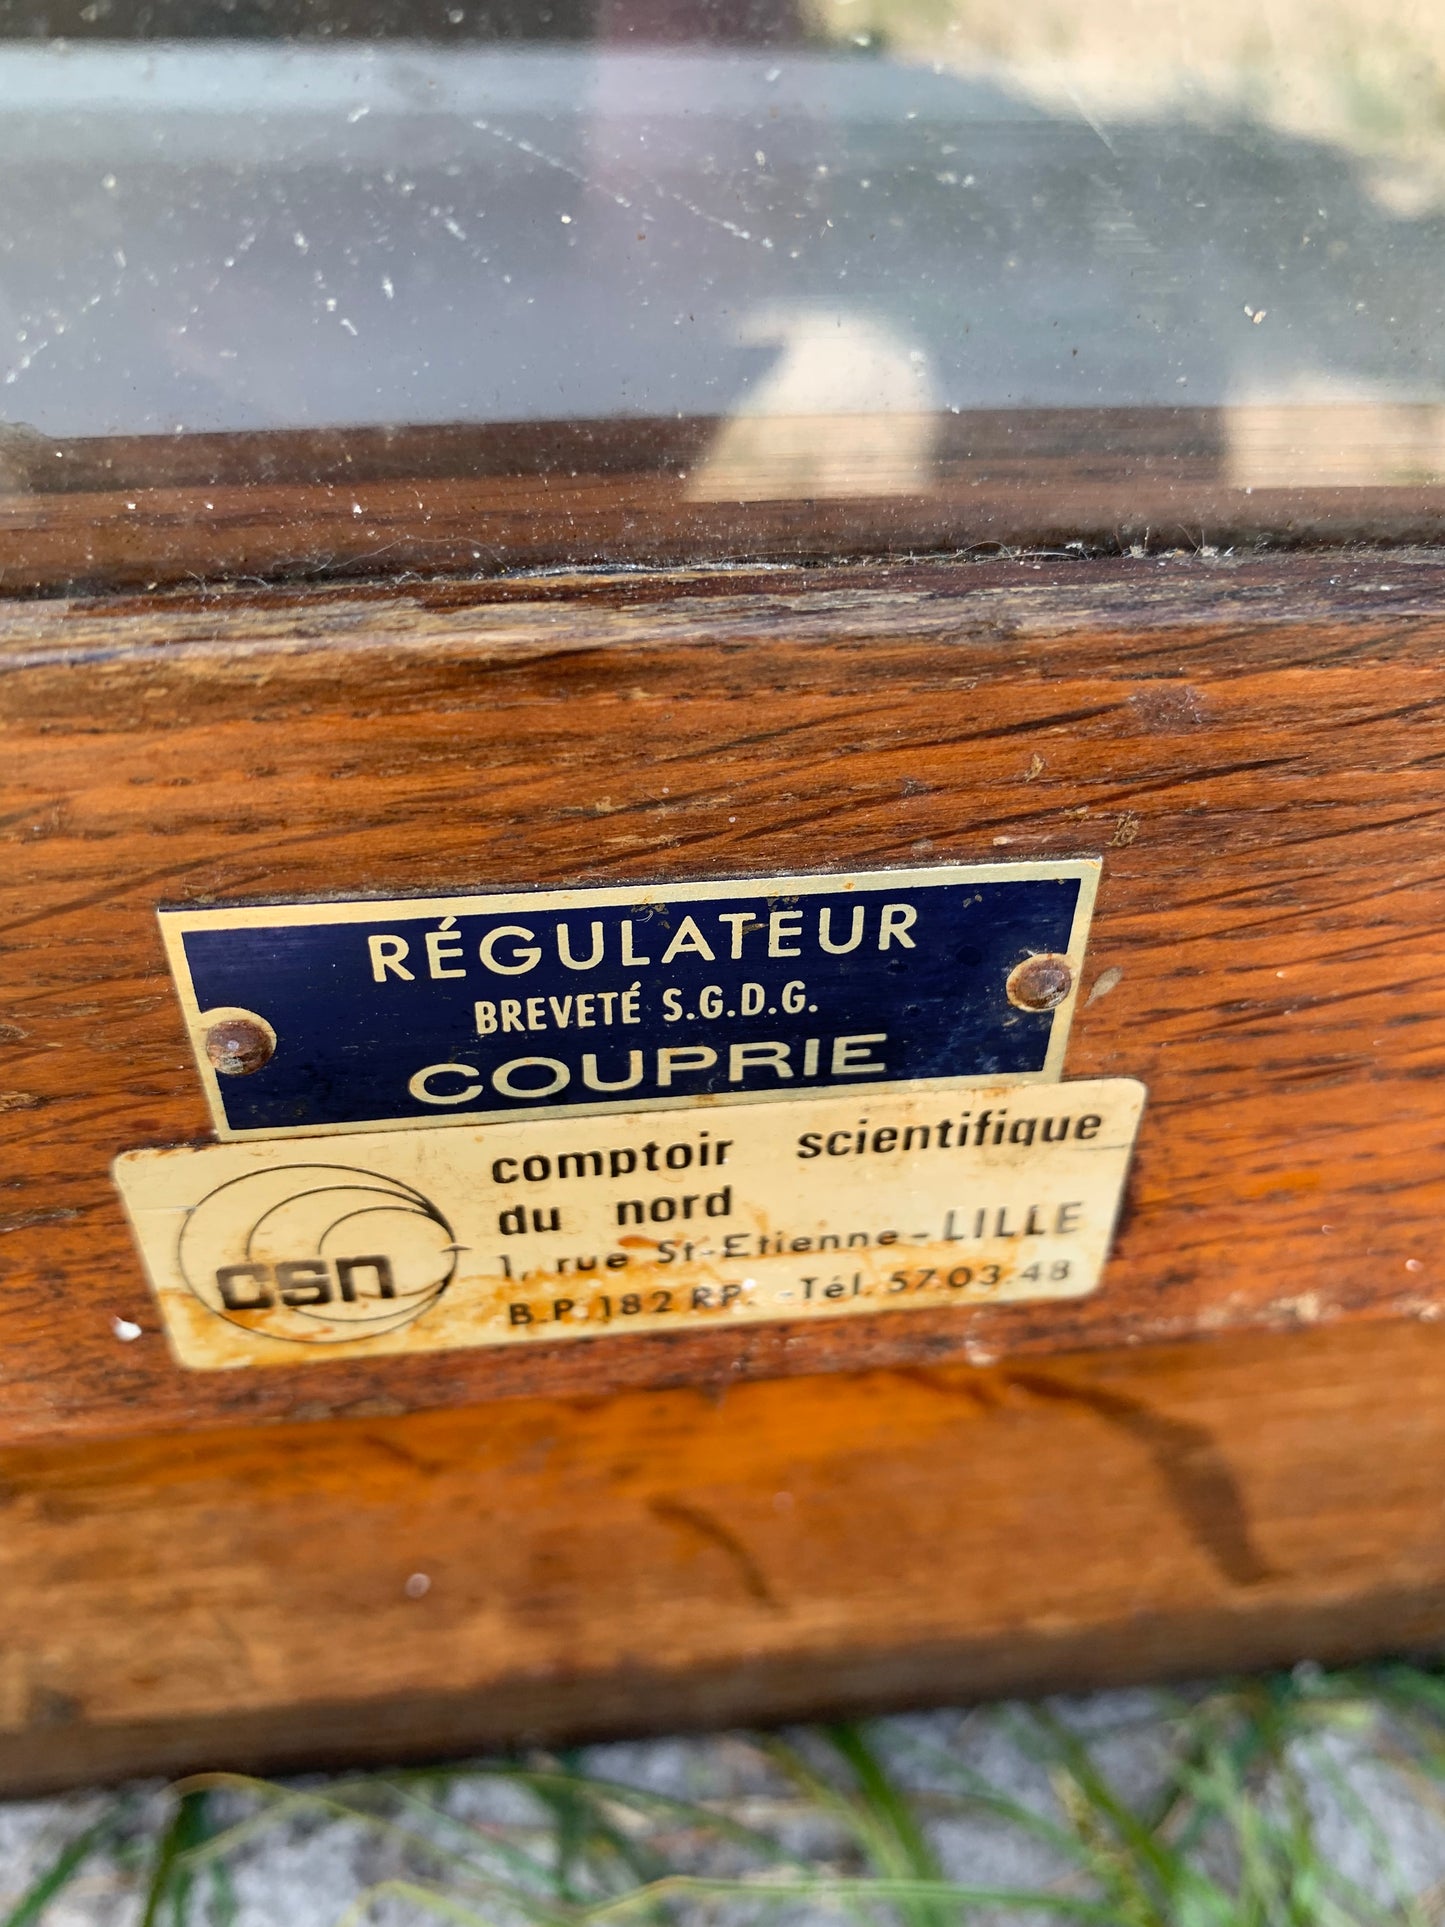 RÉGULATEUR
BREVETÉ S.G.D.G.
COUPRIE
csn
comptoir scientifique
du nord
1, rue St-Etienne - LILLE
B.P. 182 RP. - Tél. 57.03.48